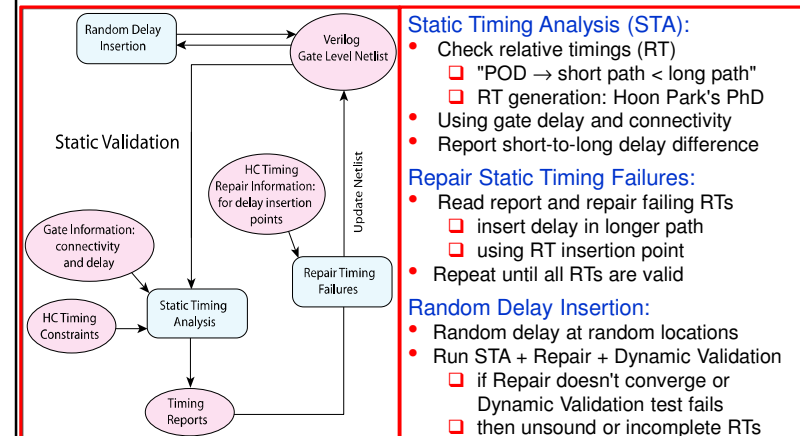 Random Delay
Insertion
Verilog
Gate Level Netlist
Static Validation
HC Timing
Repair Information:
for delay insertion
points
Update Netlist
Gate Information:
connectivity
and delay
Repair Timing
Failures
Static Timing
Analysis
HC Timing
Constraints
Timing
Reports
Static Timing Analysis (STA):
• Check relative timings (RT)
❑ "POD → short path < long path"
❑ RT generation: Hoon Park's PhD
• Using gate delay and connectivity
• Report short-to-long delay difference
Repair Static Timing Failures:
• Read report and repair failing RTs
❑ insert delay in longer path
❑ using RT insertion point
• Repeat until all RTs are valid
Random Delay Insertion:
• Random delay at random locations
• Run STA + Repair + Dynamic Validation
❑ if Repair doesn't converge or
Dynamic Validation test fails
❑ then unsound or incomplete RTs